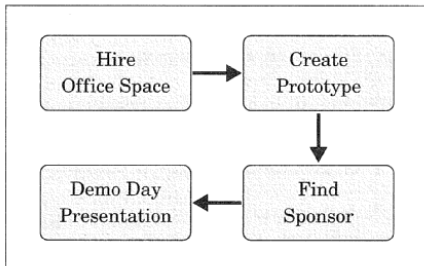 Hire
Office Space
Create
Prototype
Find
Sponsor
Demo Day
Presentation